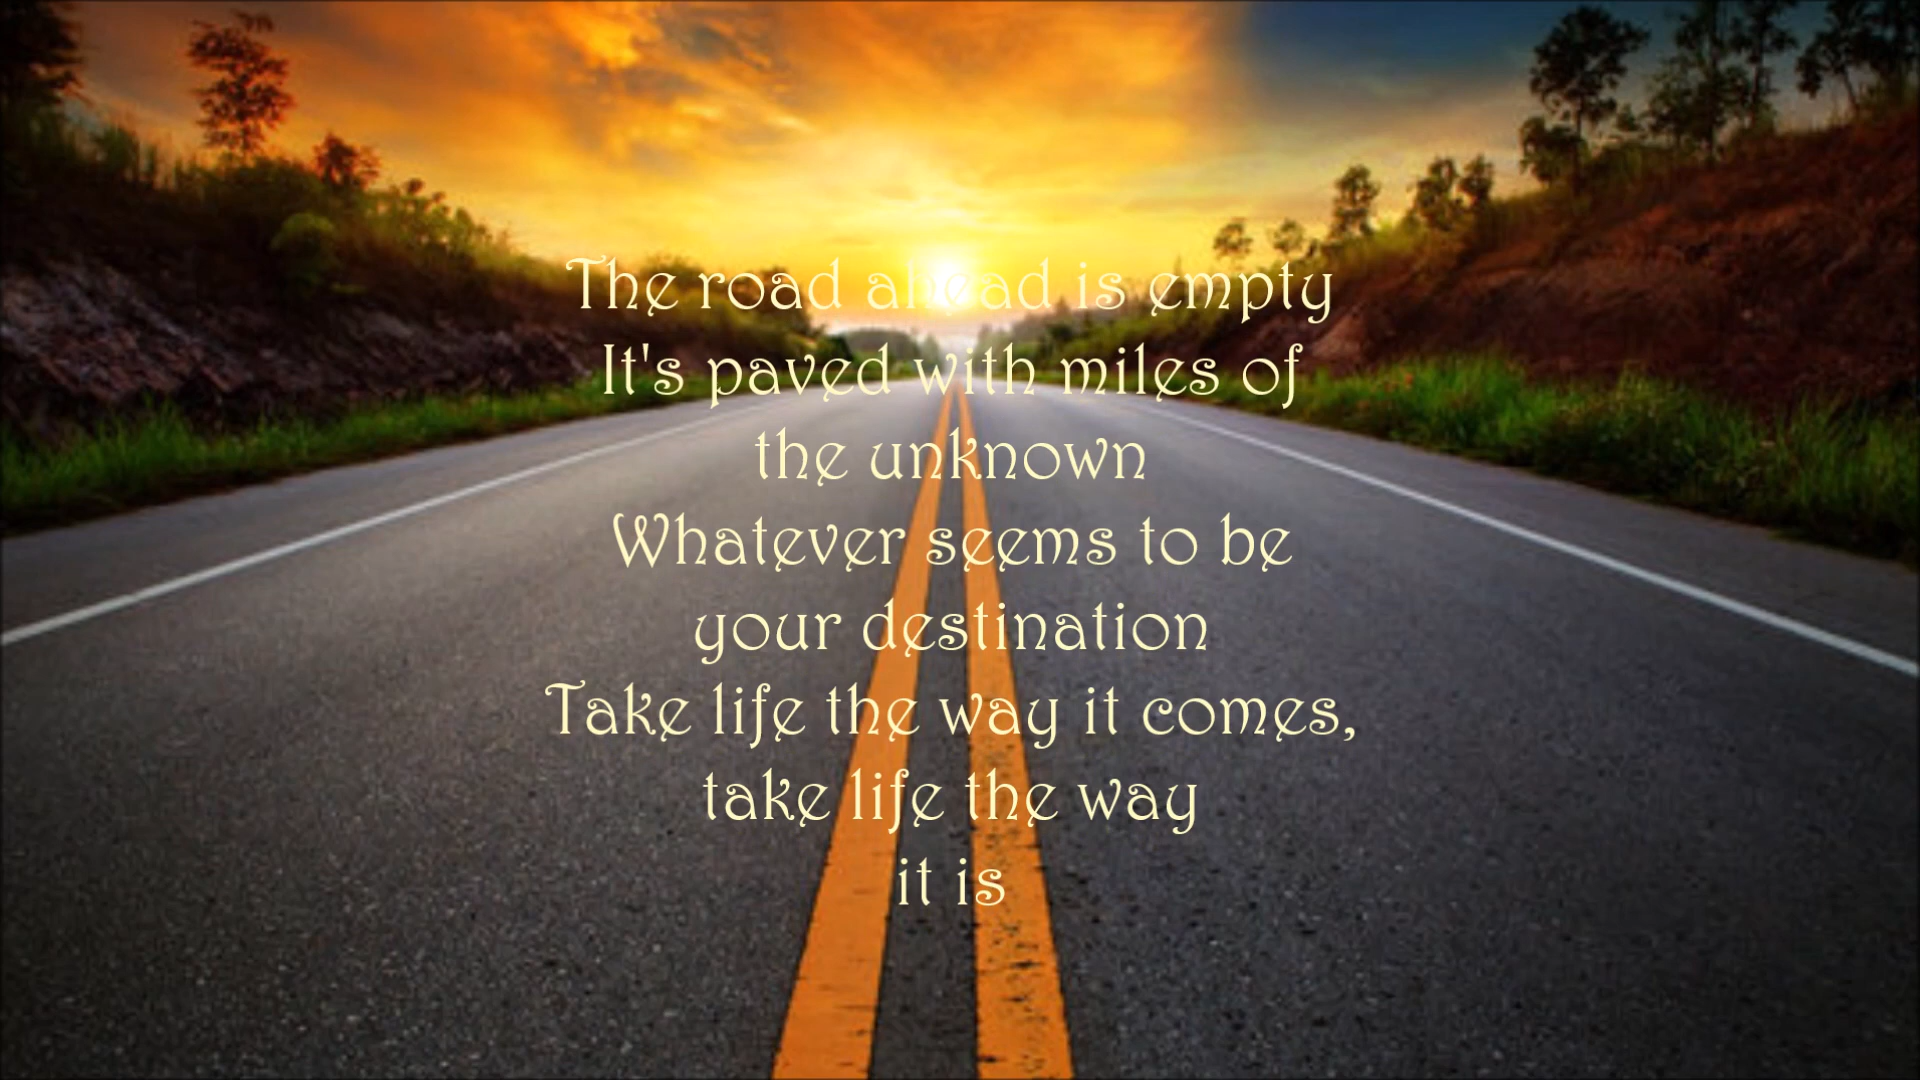 The road ahead is empty
It's paved with miles of
the unknown
Whatever seems to be
your destination
Take life the way it comes,
take life the way
it is